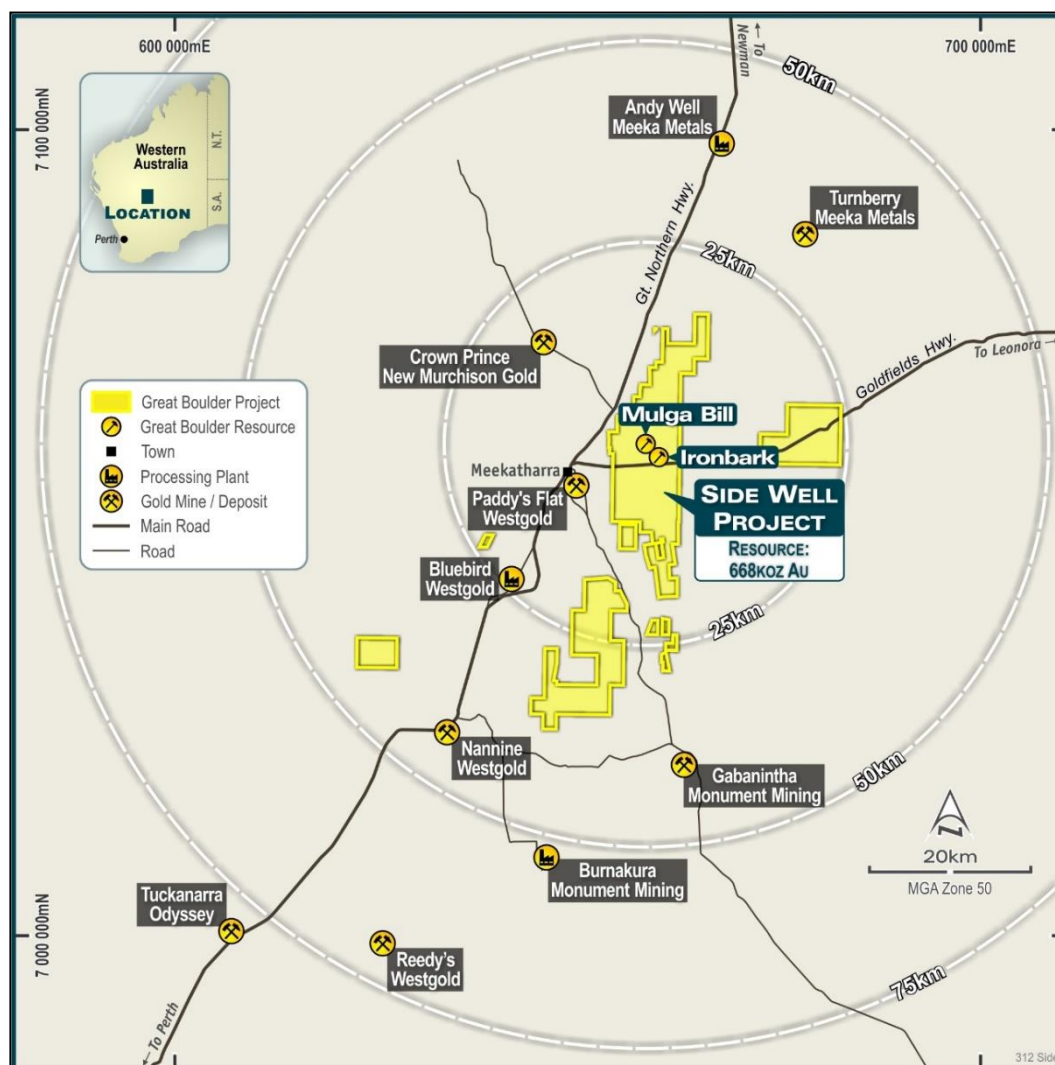 600 000mE
700 000mE
7 100 000mN
7 000 000mN
← To
Newman
50km
Andy Well
Meeka Metals
Western
Australia
N.T.
S.A.
LOCATION
Perth
Turnberry
Meeka Metals
Gt. Northern Hwy.
25km
Crown Prince
New Murchison Gold
Goldfields Hwy.
To Leonora →
Great Boulder Project
Great Boulder Resource
Town
Processing Plant
Gold Mine / Deposit
Main Road
Road
Mulga Bill
Ironbark
Meekatharra
Paddy's Flat
Westgold
SIDE WELL
PROJECT
RESOURCE:
668KOZ AU
Bluebird
Westgold
25km
Nannine
Westgold
Gabanintha
Monument Mining
50km
N
20km
MGA Zone 50
Burnakura
Monument Mining
Tuckanarra
Odyssey
Reedy's
Westgold
75km
← To Perth
312 Side